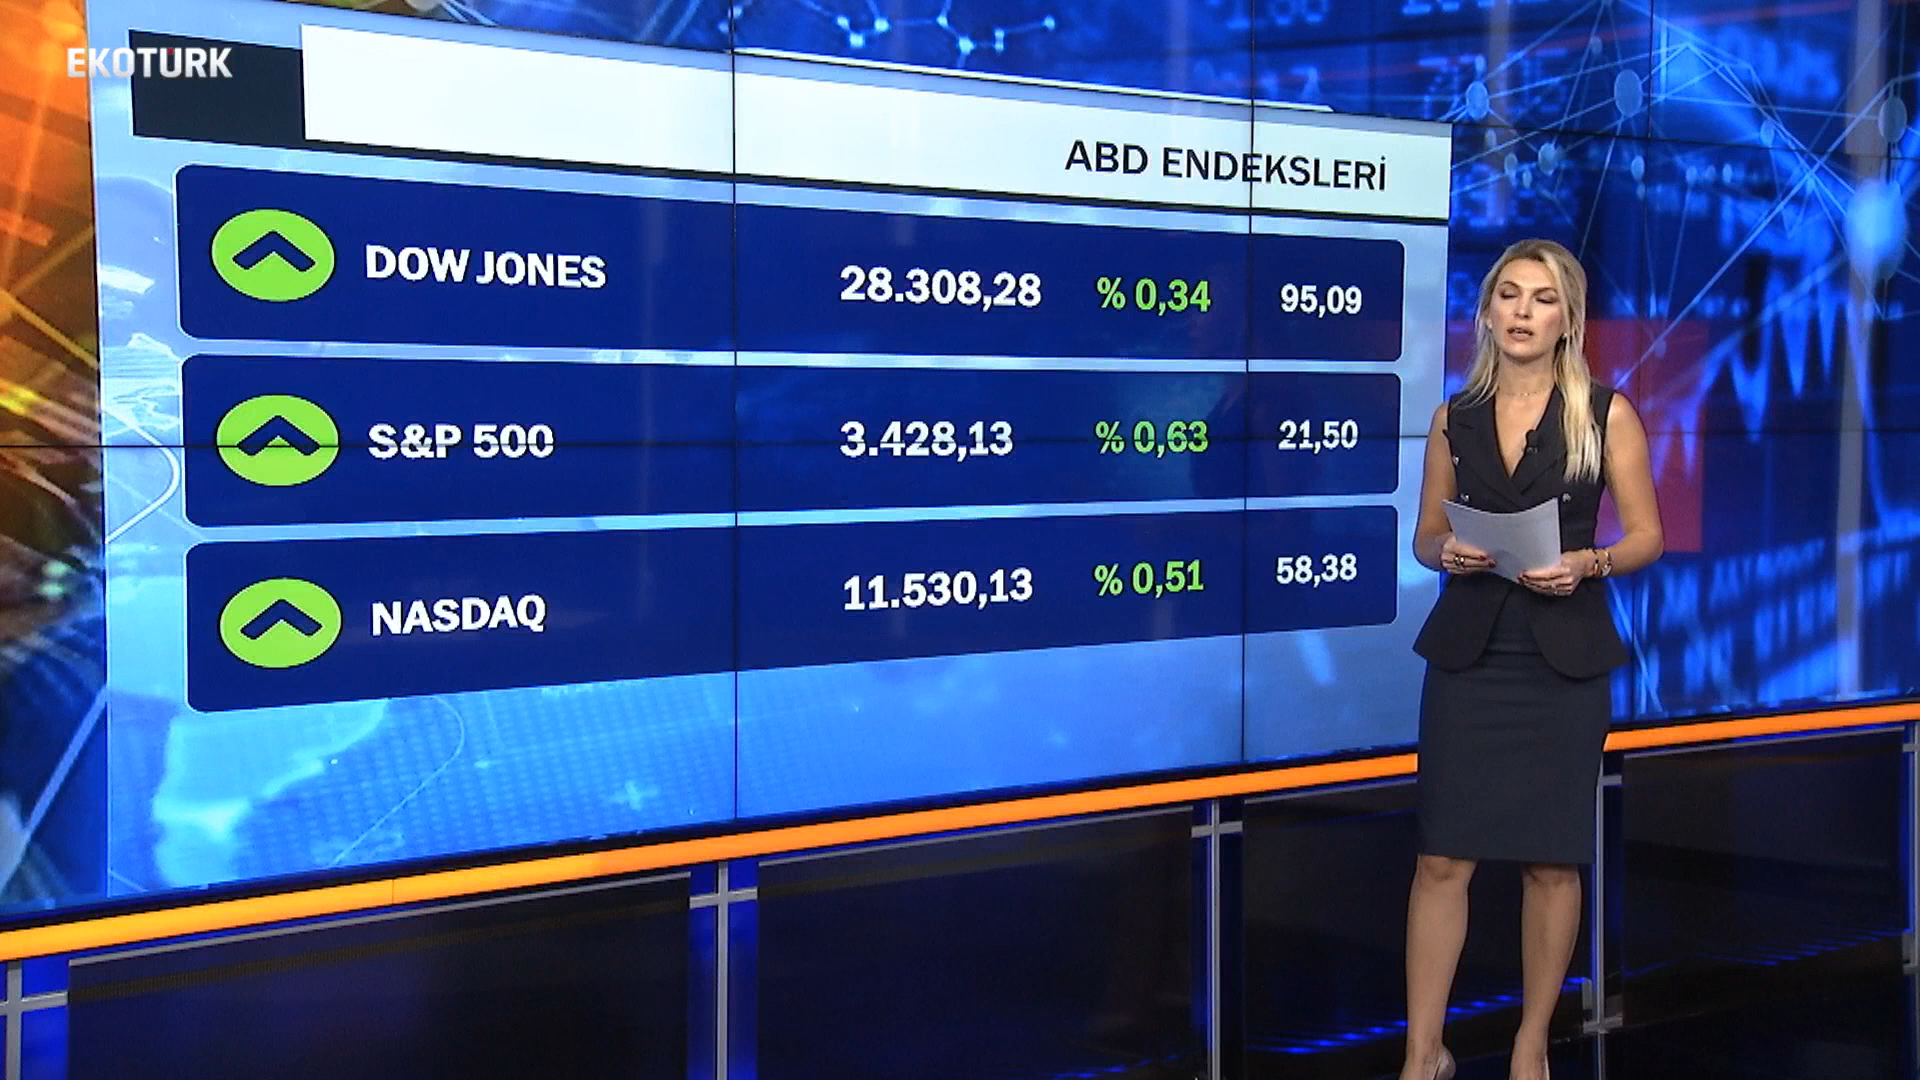 EKOTÜRK
ABD ENDEKSLERİ
DOW JONES 28.308,28 % 0,34 95,09
S&P 500 3.428,13 % 0,63 21,50
NASDAQ 11.530,13 % 0,51 58,38